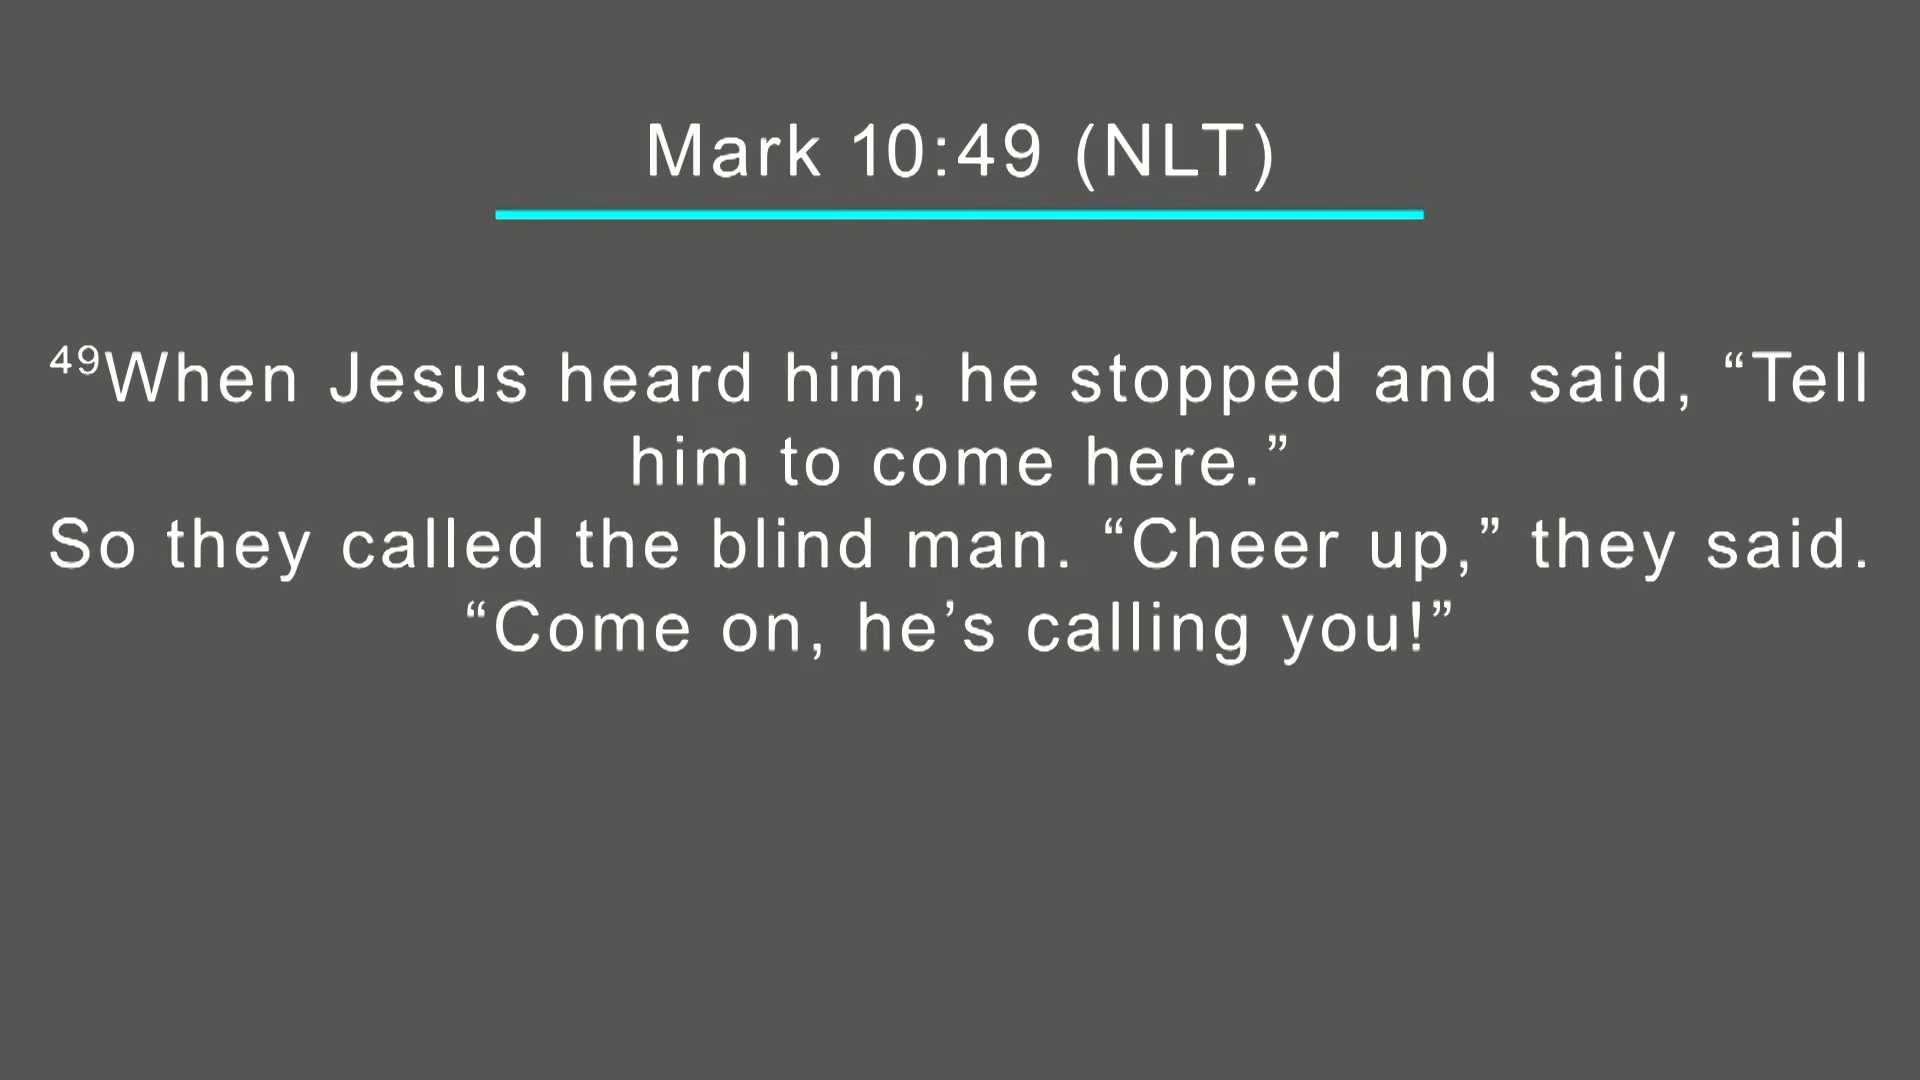 Mark 10:49 (NLT)
⁴⁹When Jesus heard him, he stopped and said, “Tell
him to come here.”
So they called the blind man. “Cheer up,” they said.
“Come on, he’s calling you!”